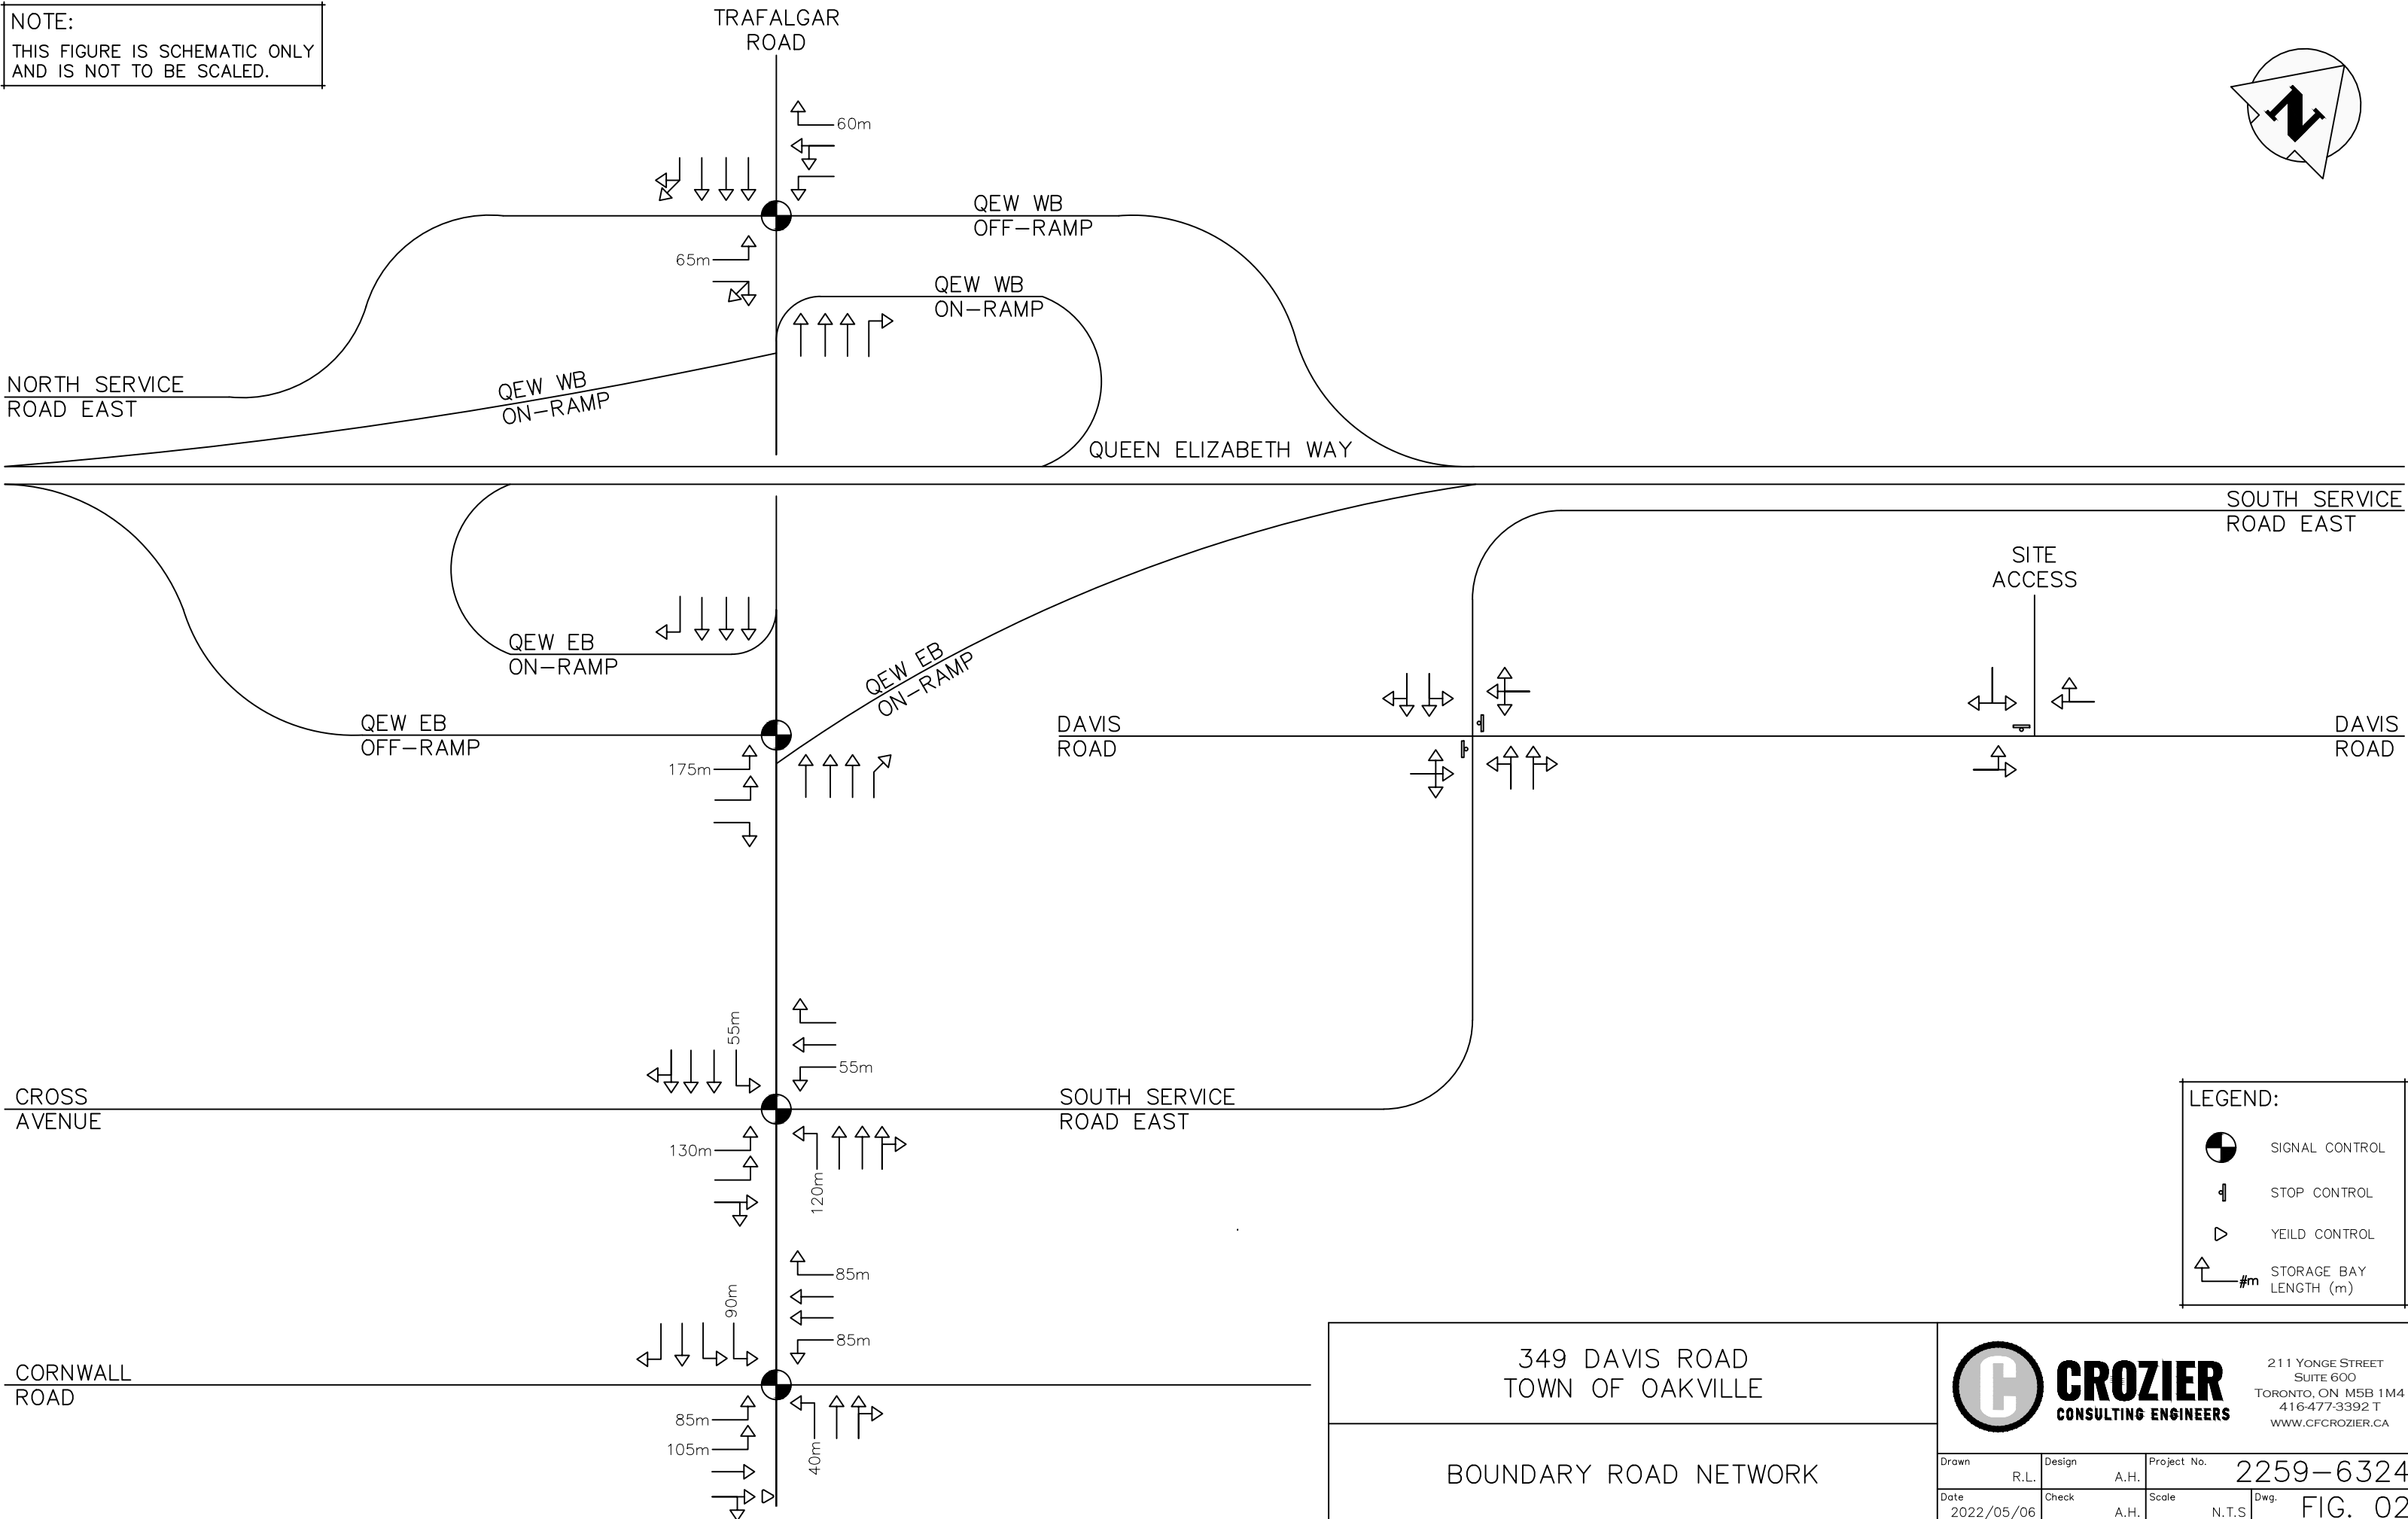 NOTE:
THIS FIGURE IS SCHEMATIC ONLY
AND IS NOT TO BE SCALED.
TRAFALGAR
ROAD
N
60m
QEW WB
OFF-RAMP
65m
QEW WB
ON-RAMP
NORTH SERVICE
ROAD EAST
QEW WB
ON-RAMP
QUEEN ELIZABETH WAY
SOUTH SERVICE
ROAD EAST
SITE
ACCESS
QEW EB
ON-RAMP
QEW EB
ON-RAMP
QEW EB
OFF-RAMP
175m
DAVIS
ROAD
DAVIS
ROAD
55m
55m
CROSS
AVENUE
SOUTH SERVICE
ROAD EAST
130m
120m
85m
90m
85m
CORNWALL
ROAD
85m
105m
40m
LEGEND:
SIGNAL CONTROL
STOP CONTROL
YEILD CONTROL
#m
STORAGE BAY
LENGTH (m)
349 DAVIS ROAD
TOWN OF OAKVILLE
BOUNDARY ROAD NETWORK
C
CROZIER
CONSULTING ENGINEERS
211 YONGE STREET
SUITE 600
TORONTO, ON M5B 1M4
416-477-3392 T
WWW.CFCROZIER.CA
Drawn R.L.
Design A.H.
Project No. 2259-6324
Date 2022/05/06
Check A.H.
Scale N.T.S
Dwg. FIG. 02